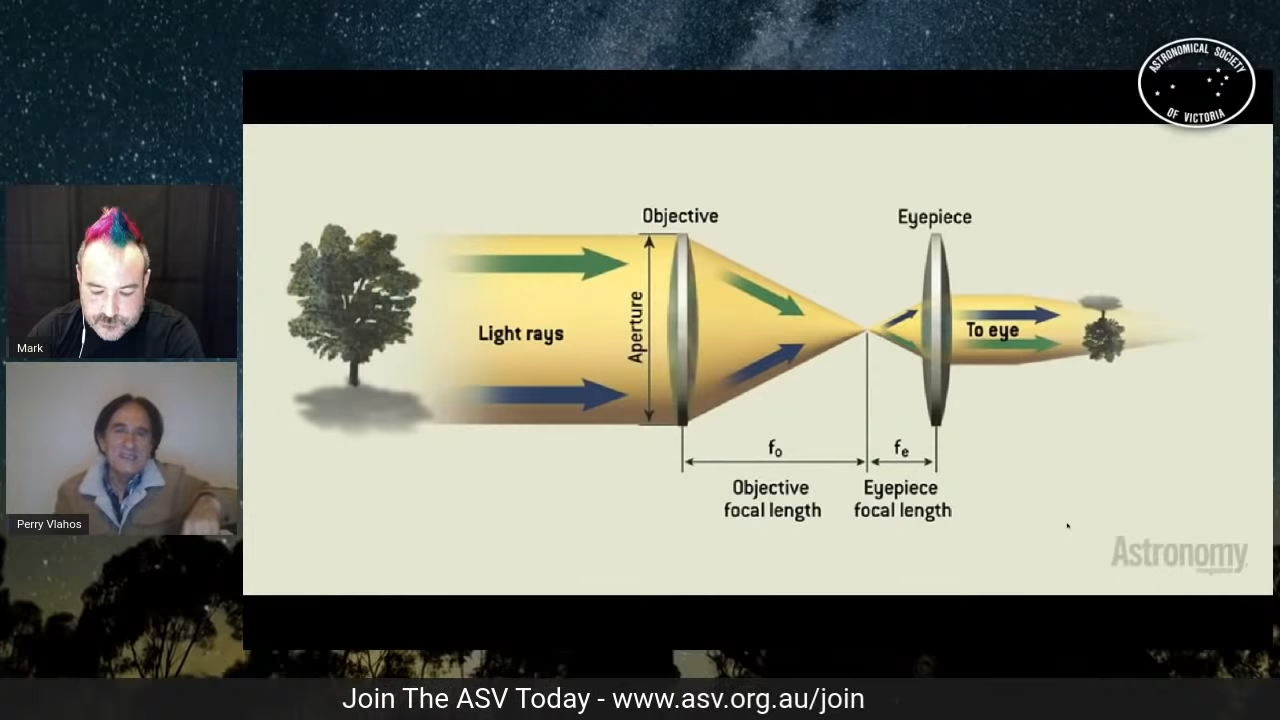 ASTRONOMICAL SOCIETY
OF VICTORIA
Objective
Eyepiece
Light rays
Aperture
To eye
fo
fe
Objective
focal length
Eyepiece
focal length
Astronomy
Mark
Perry Vlahos
Join The ASV Today - www.asv.org.au/join